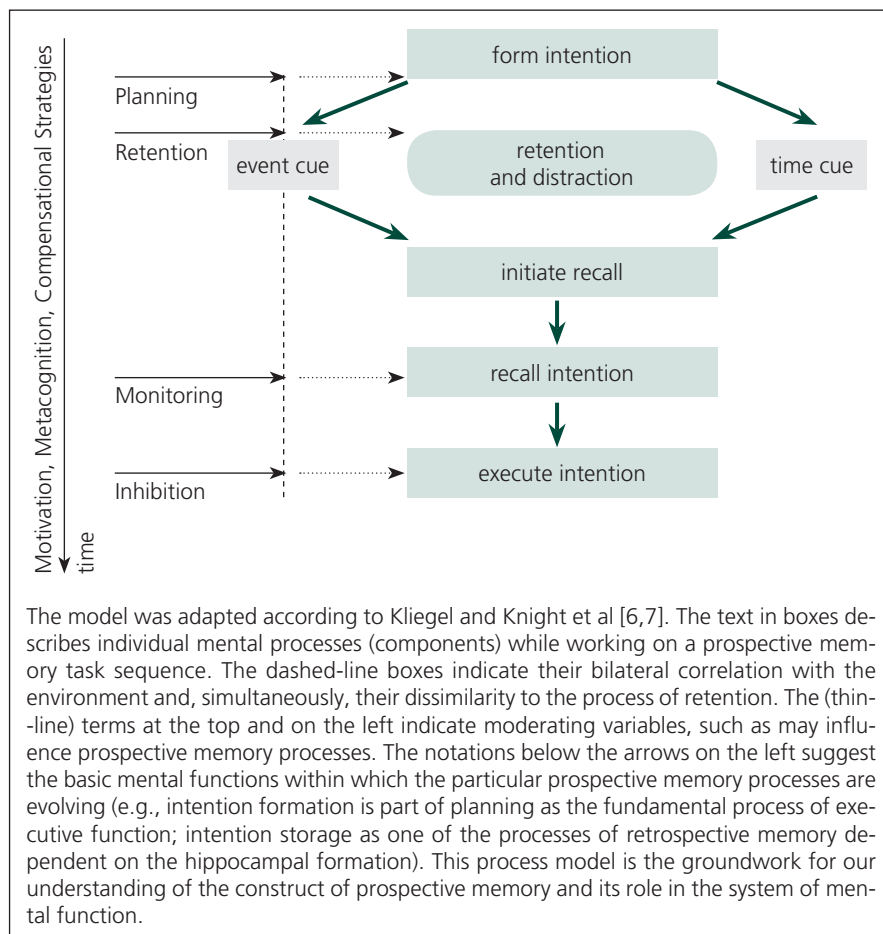 Motivation, Metacognition, Compensational Strategies
time
form intention
Planning
Retention
event cue
retention
and distraction
time cue
initiate recall
recall intention
Monitoring
execute intention
Inhibition
The model was adapted according to Kliegel and Knight et al [6,7]. The text in boxes de-
scribes individual mental processes (components) while working on a prospective mem-
ory task sequence. The dashed-line boxes indicate their bilateral correlation with the
environment and, simultaneously, their dissimilarity to the process of retention. The (thin-
-line) terms at the top and on the left indicate moderating variables, such as may influ-
ence prospective memory processes. The notations below the arrows on the left suggest
the basic mental functions within which the particular prospective memory processes are
evolving (e.g., intention formation is part of planning as the fundamental process of exe-
cutive function; intention storage as one of the processes of retrospective memory de-
pendent on the hippocampal formation). This process model is the groundwork for our
understanding of the construct of prospective memory and its role in the system of men-
tal function.